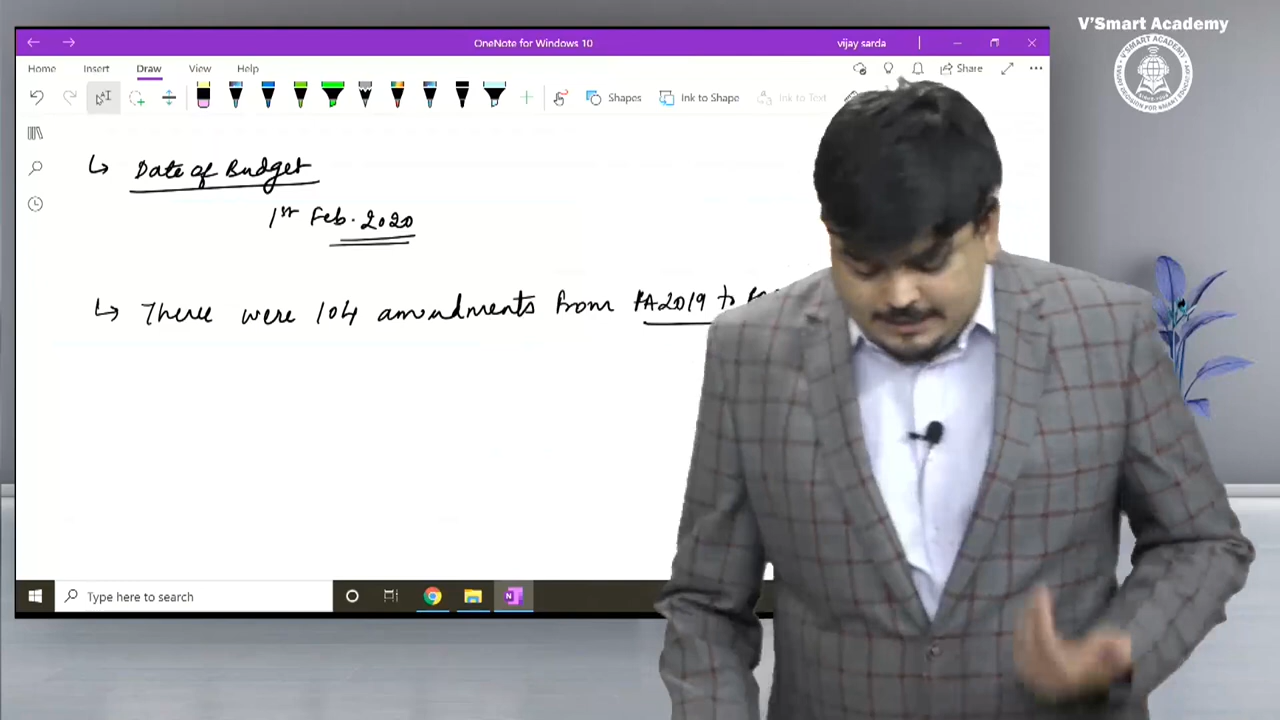 V'Smart Academy
OneNote for Windows 10
vijay sarda
Home Insert Draw View Help
Share
Shapes Ink to Shape Ink to Text
Date of Budget
1st Feb. 2020
There were 104 amendments from FA2019 to
Type here to search